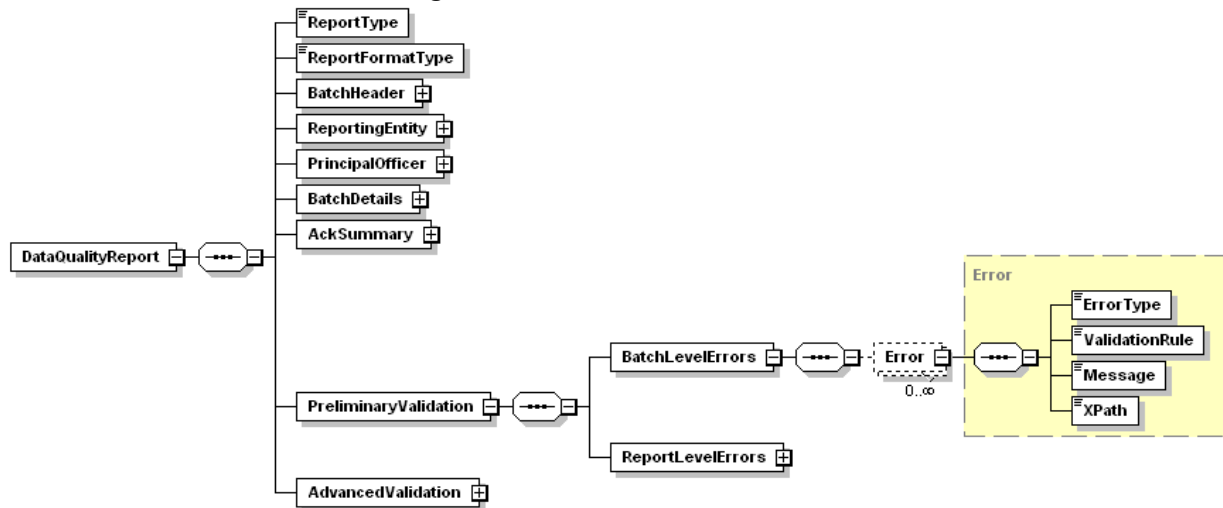 ReportType
ReportFormatType
BatchHeader
ReportingEntity
PrincipalOfficer
BatchDetails
AckSummary
DataQualityReport
Error
ErrorType
ValidationRule
BatchLevelErrors
Error
Message
0..∞
XPath
PreliminaryValidation
ReportLevelErrors
AdvancedValidation